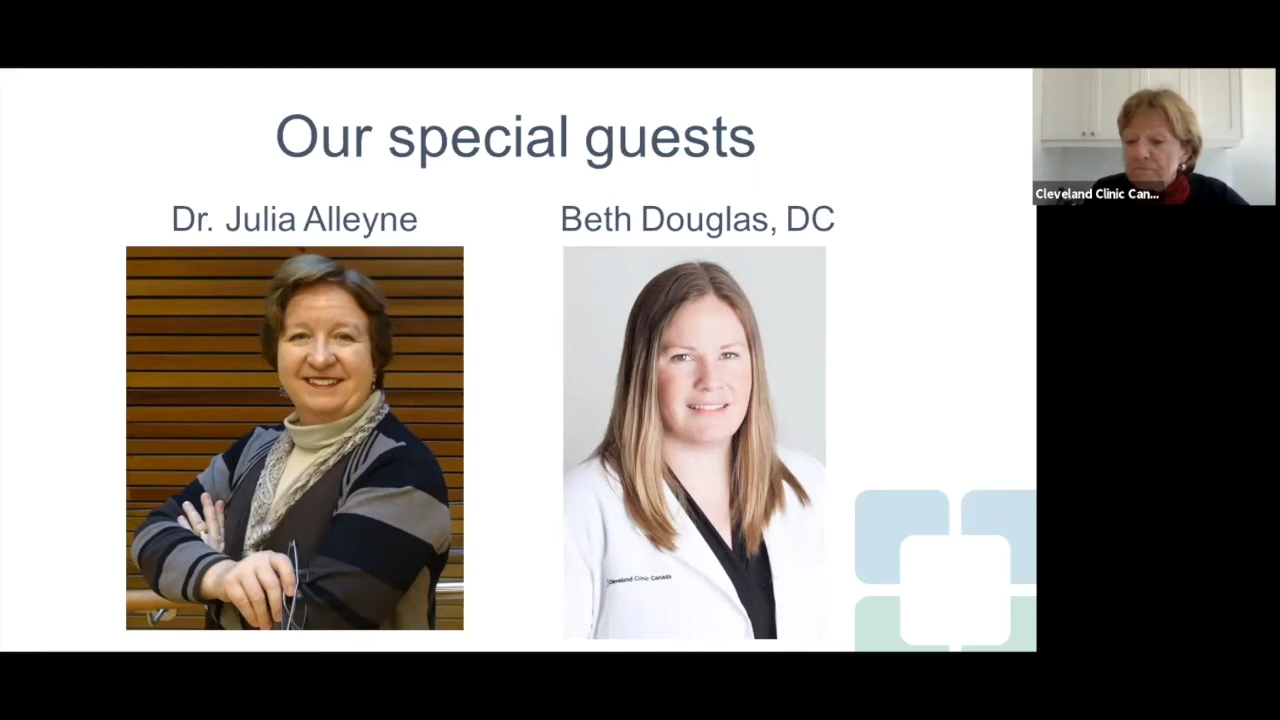 Our special guests
Dr. Julia Alleyne
Beth Douglas, DC
Cleveland Clinic Can...
Cleveland Clinic Canada